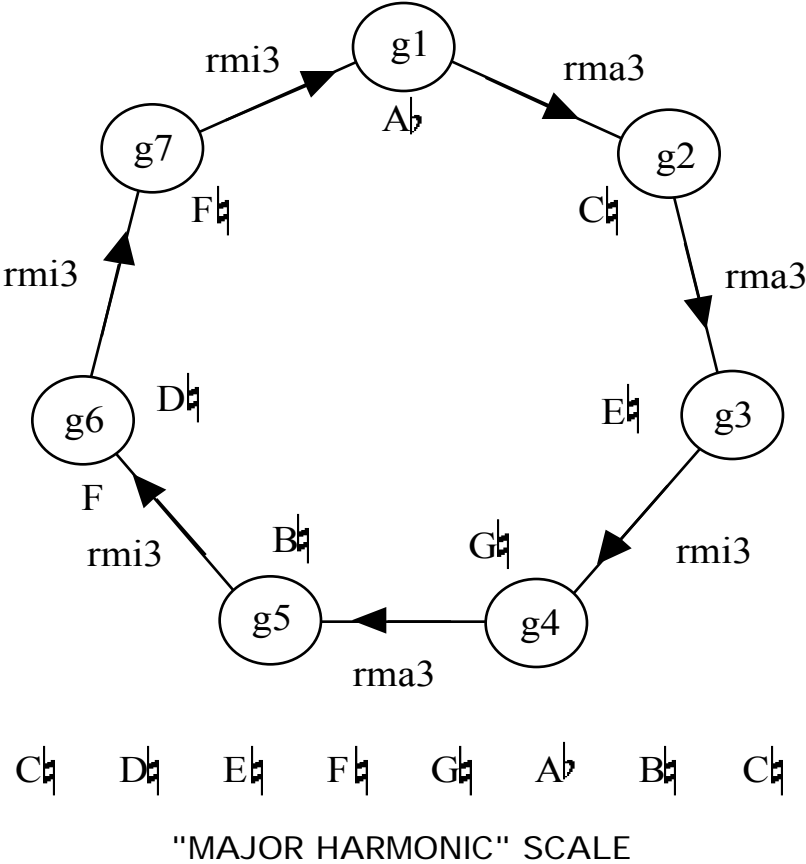 g1
rmi3
rma3
A♭
g7
g2
F♮
C♮
rmi3
rma3
D♮
E♮
g6
g3
F
B♮
G♮
rmi3
rmi3
g5
g4
rma3
C♮ D♮ E♮ F♮ G♮ A♭ B♮ C♮
"MAJOR HARMONIC" SCALE